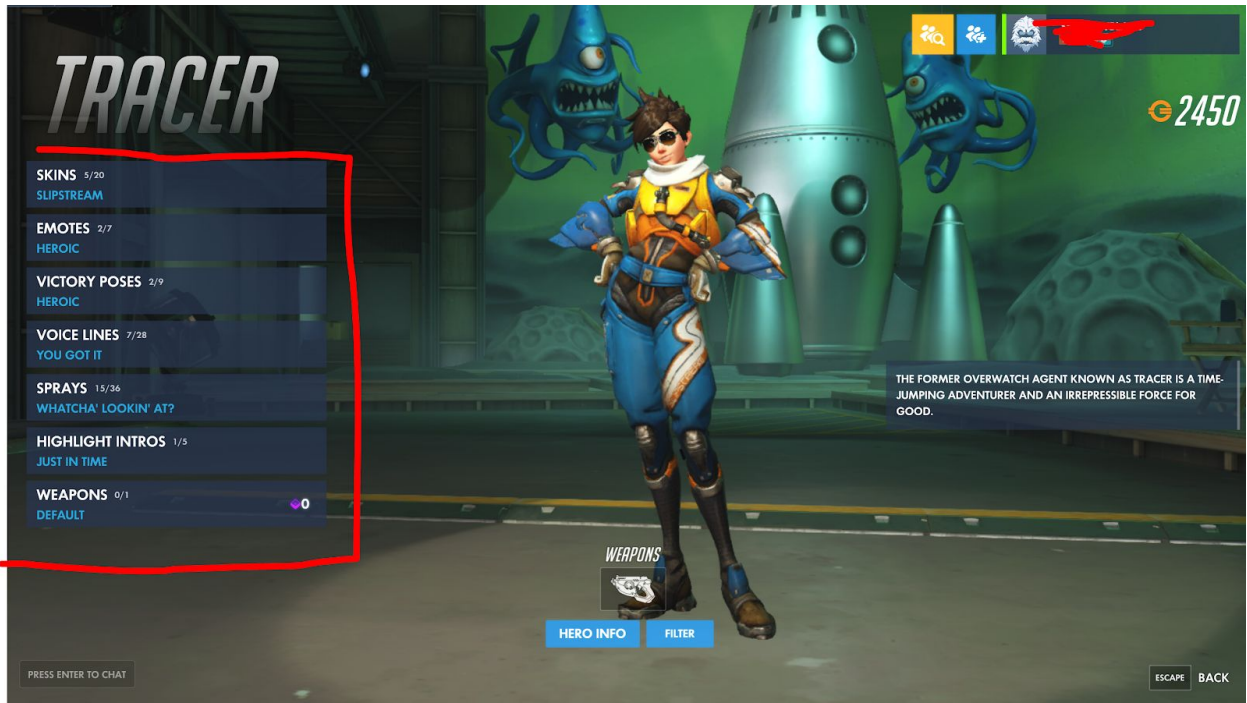 TRACER
2450
SKINS 5/20
SLIPSTREAM
EMOTES 2/7
HEROIC
VICTORY POSES 2/9
HEROIC
VOICE LINES 7/28
YOU GOT IT
SPRAYS 15/36
WHATCHA' LOOKIN' AT?
HIGHLIGHT INTROS 1/5
JUST IN TIME
WEAPONS 0/1
0
DEFAULT
THE FORMER OVERWATCH AGENT KNOWN AS TRACER IS A TIME-
JUMPING ADVENTURER AND AN IRREPRESSIBLE FORCE FOR
GOOD.
WEAPONS
HERO INFO
FILTER
PRESS ENTER TO CHAT
ESCAPE BACK